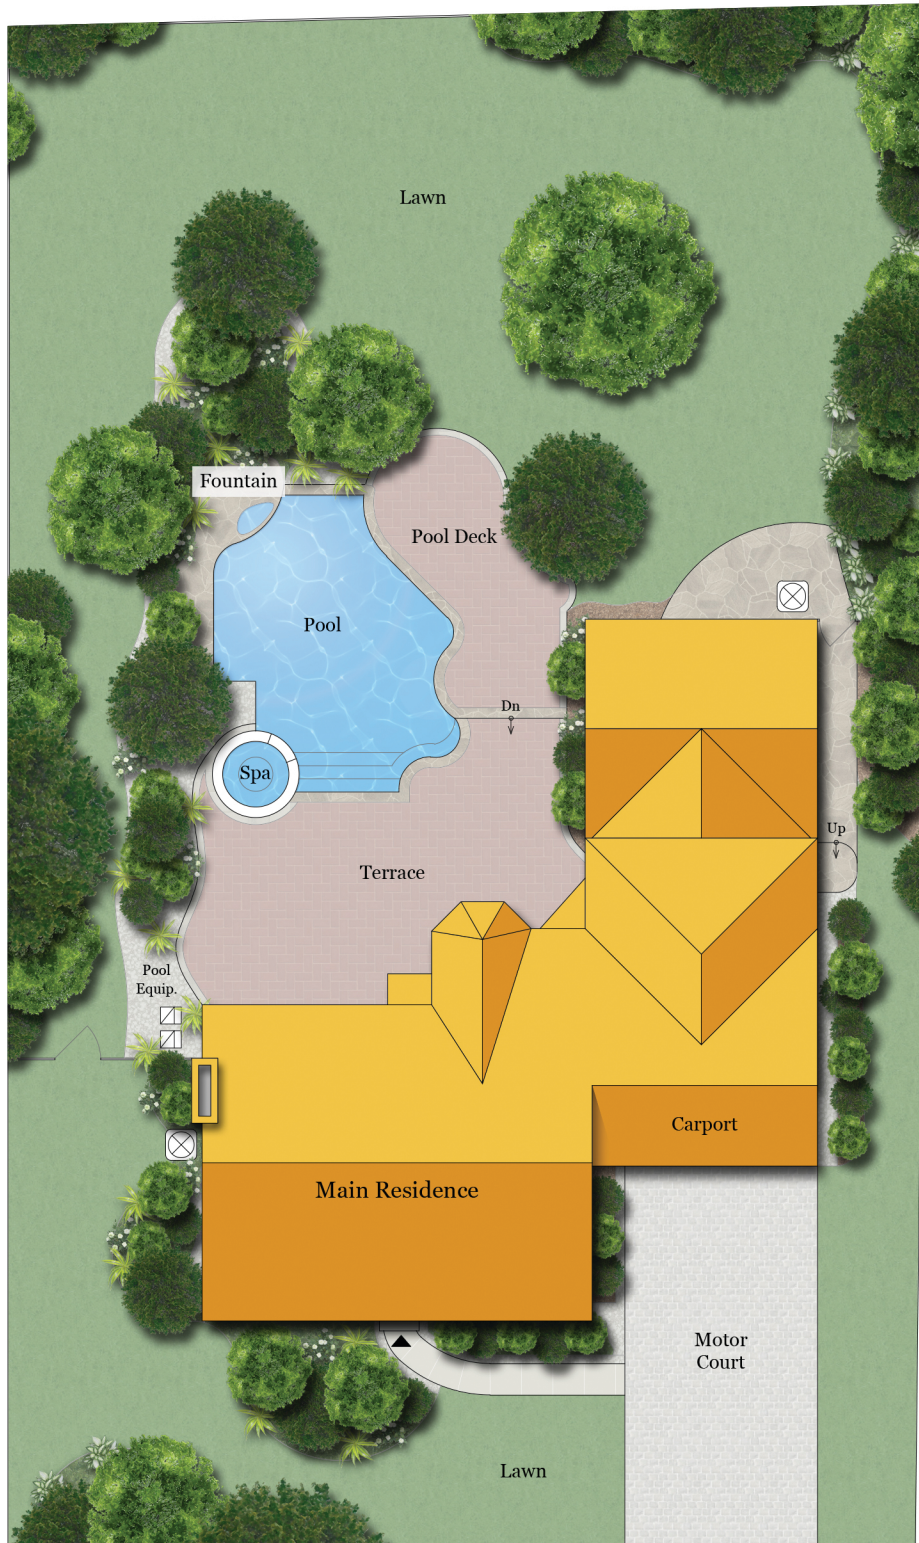 Lawn
Fountain
Pool Deck
Pool
Dn
Spa
Up
Terrace
Pool
Equip.
Carport
Main Residence
Motor
Court
Lawn